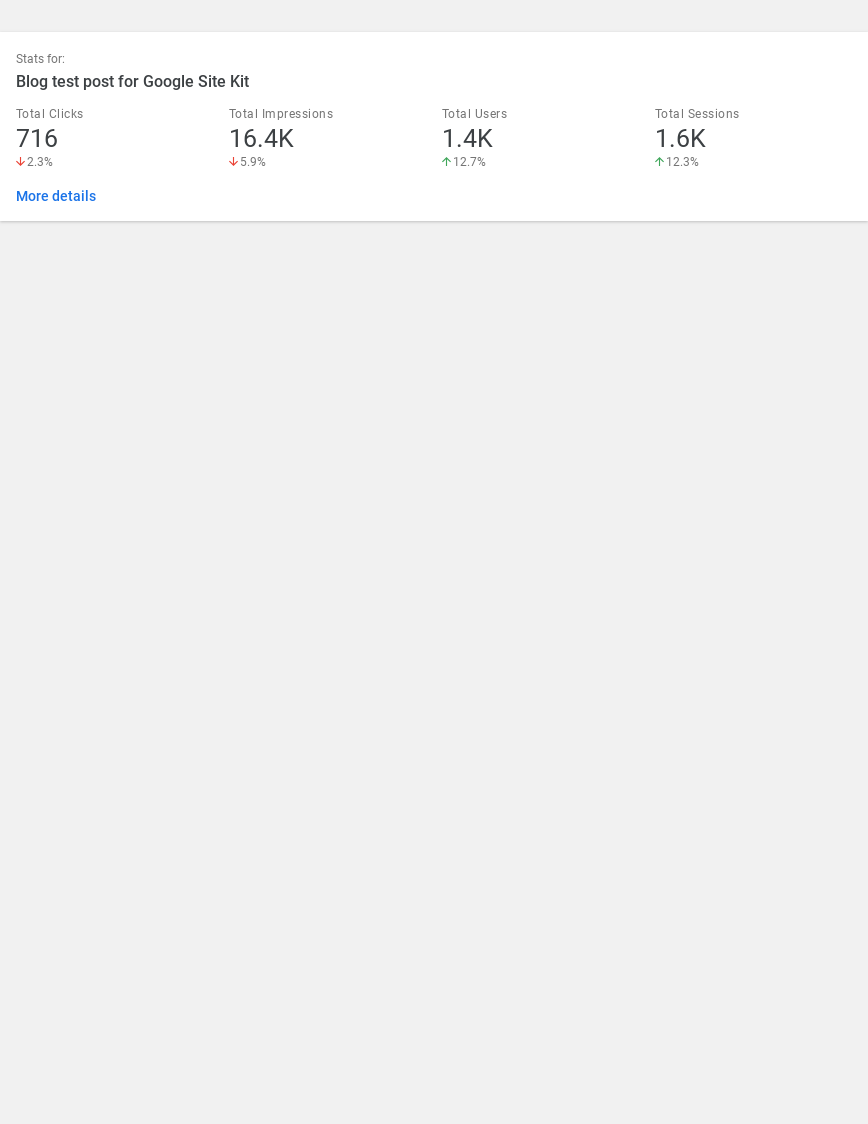 Stats for:
Blog test post for Google Site Kit
Total Clicks
716
2.3%
Total Impressions
16.4K
5.9%
Total Users
1.4K
12.7%
Total Sessions
1.6K
12.3%
More details